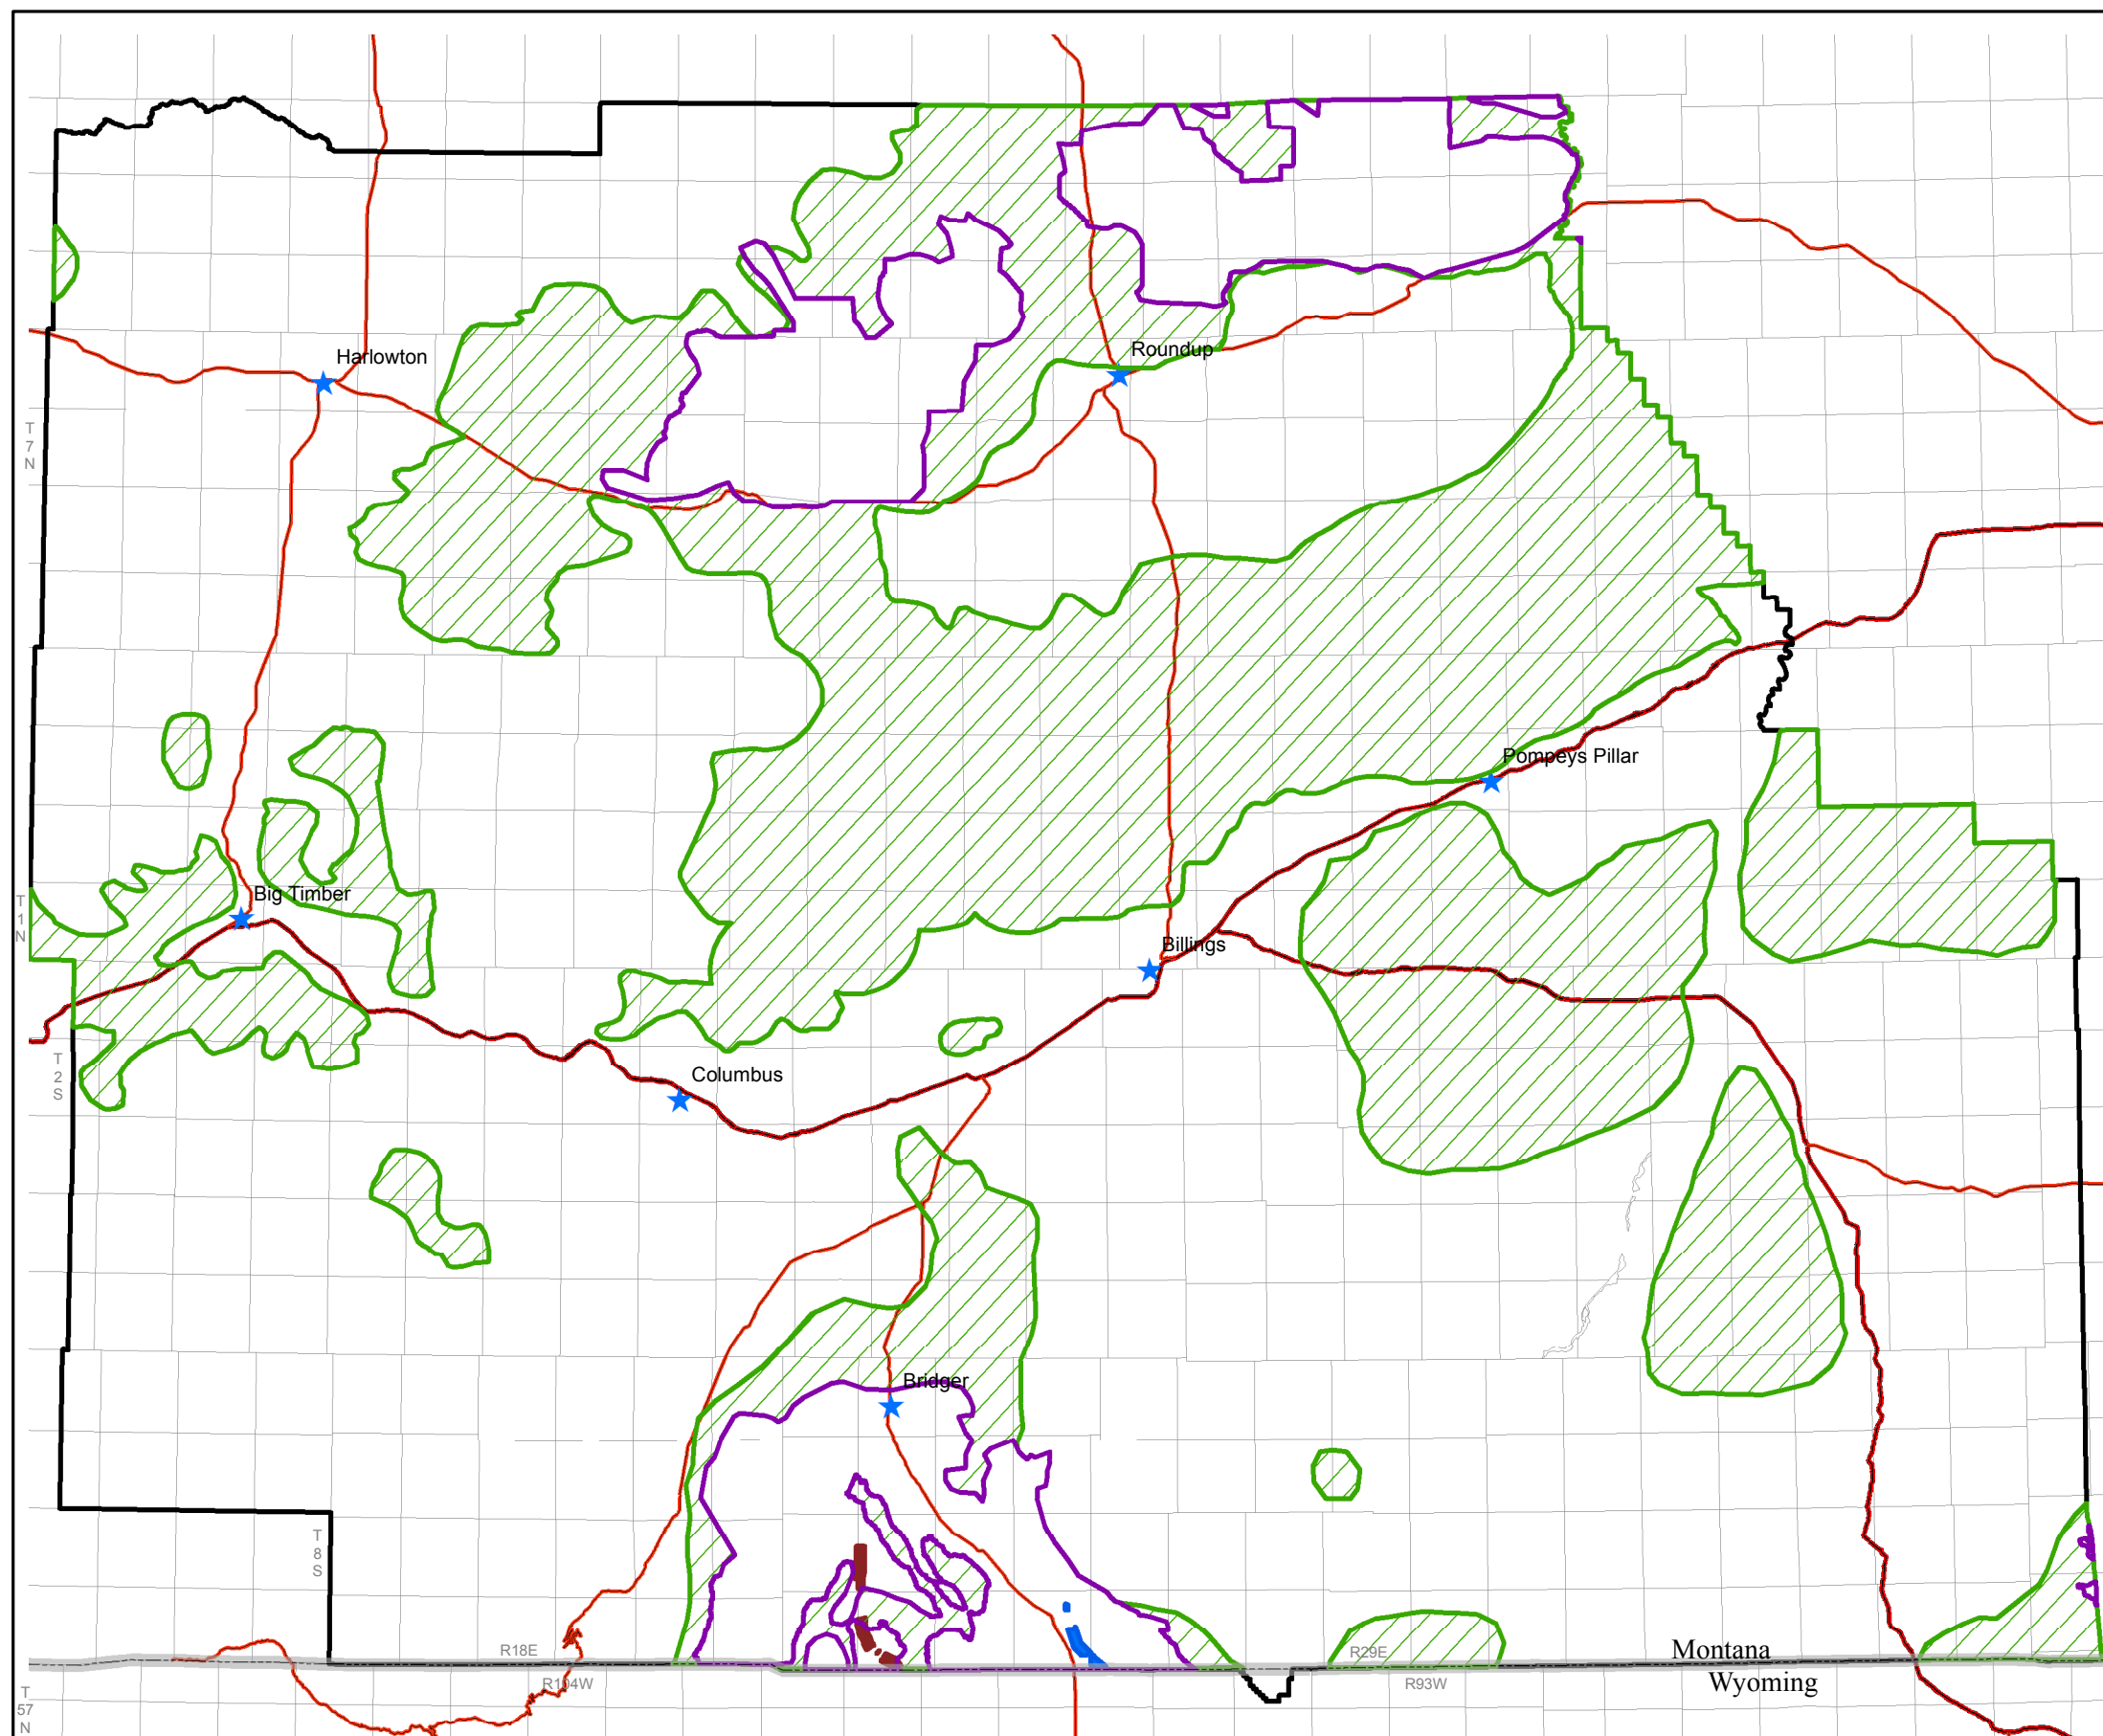 Harlowton
Roundup
T
7
N
Pompeys Pillar
Big Timber
T
1
N
Billings
T
2
S
Columbus
Bridger
T
8
S
R18E
R29E
Montana
R104W
R93W
Wyoming
T
57
N